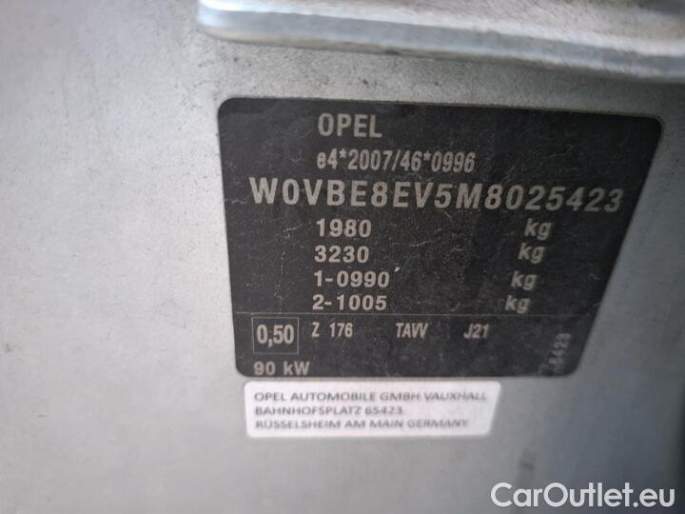 OPEL
e4*2007/46*0996
W0VBE8EV5M8025423
1980 kg
3230 kg
1-0990 kg
2-1005 kg
0,50 Z 176 TAVV J21
90 kW
OPEL AUTOMOBILE GMBH VAUXHALL
BAHNHOFSPLATZ 65423
RÜSSELSHEIM AM MAIN GERMANY
CarOutlet.eu